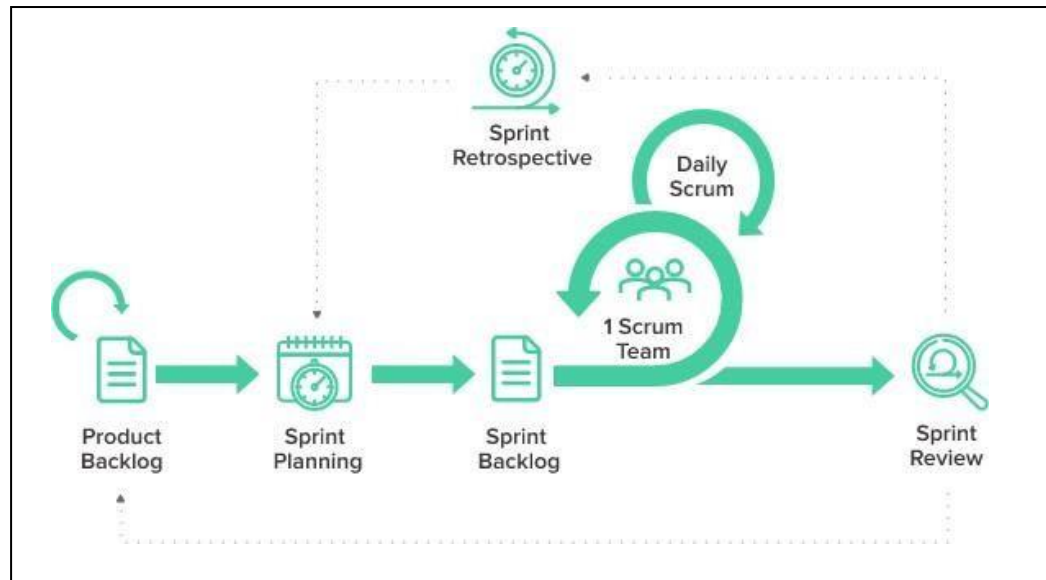 Sprint
Retrospective
Daily
Scrum
1 Scrum
Team
Product
Backlog
Sprint
Planning
Sprint
Backlog
Sprint
Review